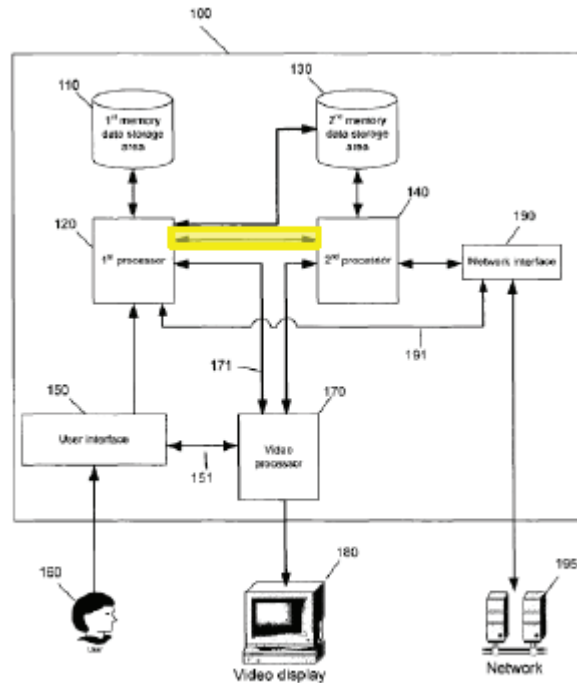 100
110
130
1st memory
data storage
area
2nd memory
data storage
area
120
140
190
1st processor
2nd processor
Network interface
191
171
150
170
User interface
Video
processor
151
160
180
195
User
Video display
Network